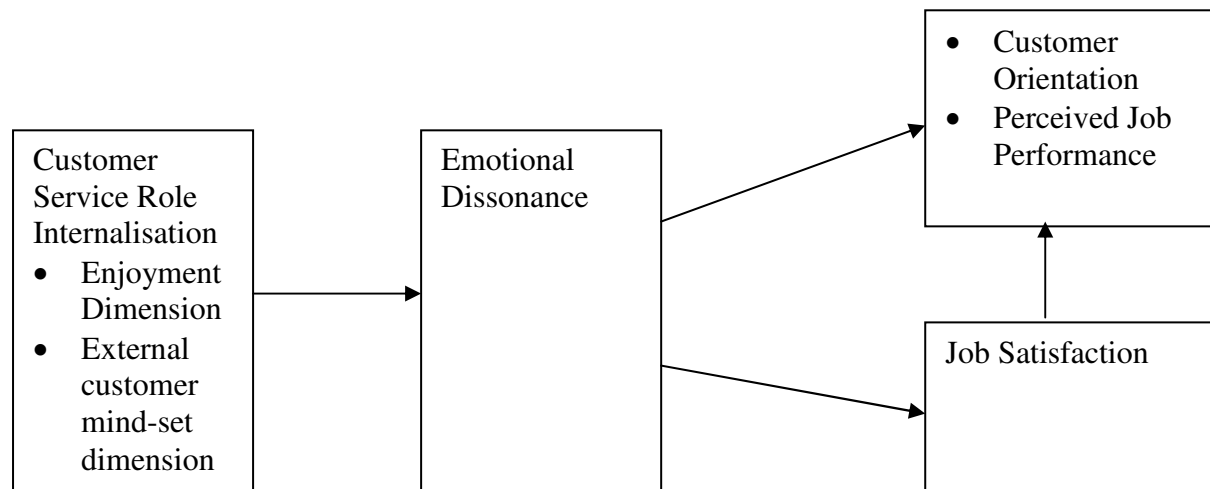 Customer
Service Role
Internalisation
• Enjoyment
Dimension
• External
customer
mind-set
dimension
Emotional
Dissonance
• Customer
Orientation
• Perceived Job
Performance
Job Satisfaction